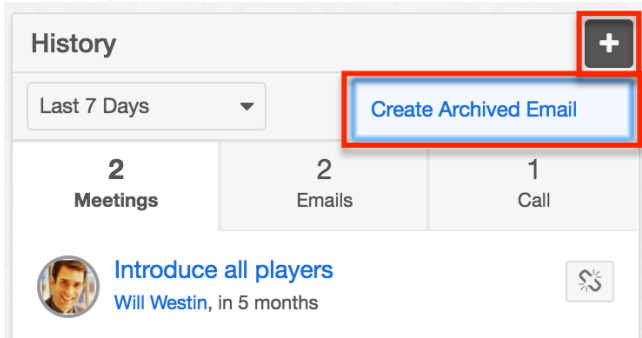 History
+
Last 7 Days
Create Archived Email
2
Meetings
2
Emails
1
Call
Introduce all players
Will Westin, in 5 months